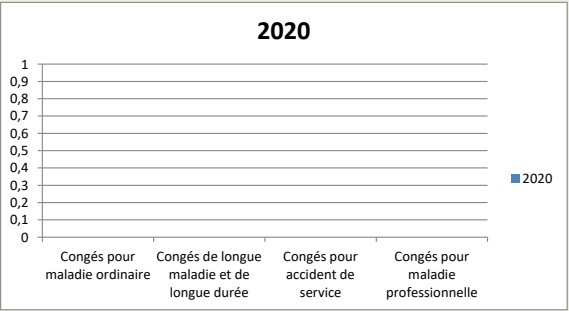 2020
1
0,9
0,8
0,7
0,6
0,5
0,4
0,3
0,2
0,1
0
2020
Congés pour
maladie ordinaire
Congés de longue
maladie et de
longue durée
Congés pour
accident de
service
Congés pour
maladie
professionnelle